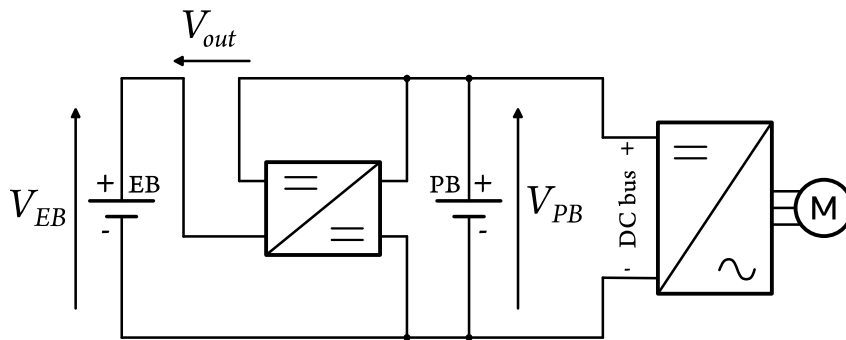 V_out
+ EB
-
V_EB
PB +
-
V_PB
- DC bus +
M